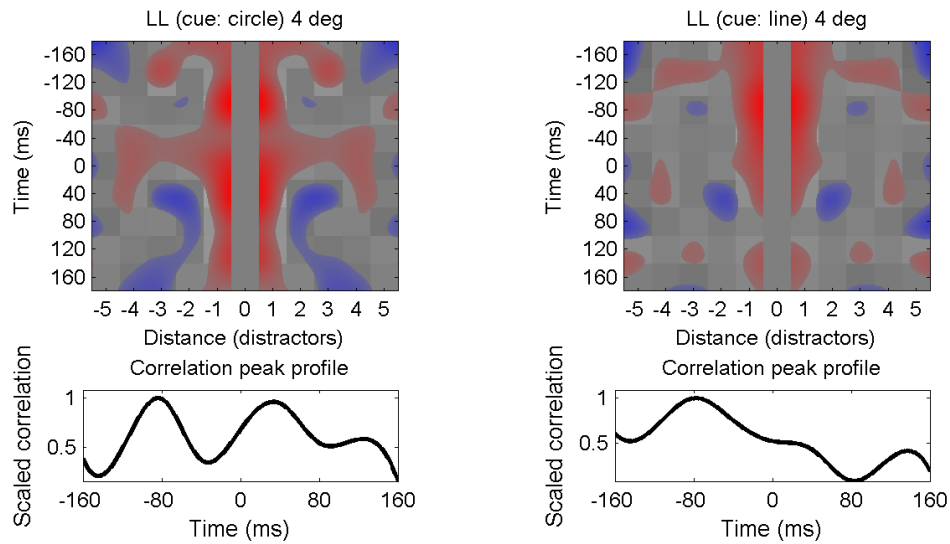 LL (cue: circle) 4 deg
Time (ms)
-160
-120
-80
-40
0
40
80
120
160
-5 -4 -3 -2 -1 0 1 2 3 4 5
Distance (distractors)
Correlation peak profile
Scaled correlation
1
0.5
-160 -80 0 80 160
Time (ms)
LL (cue: line) 4 deg
Time (ms)
-160
-120
-80
-40
0
40
80
120
160
-5 -4 -3 -2 -1 0 1 2 3 4 5
Distance (distractors)
Correlation peak profile
Scaled correlation
1
0.5
-160 -80 0 80 160
Time (ms)